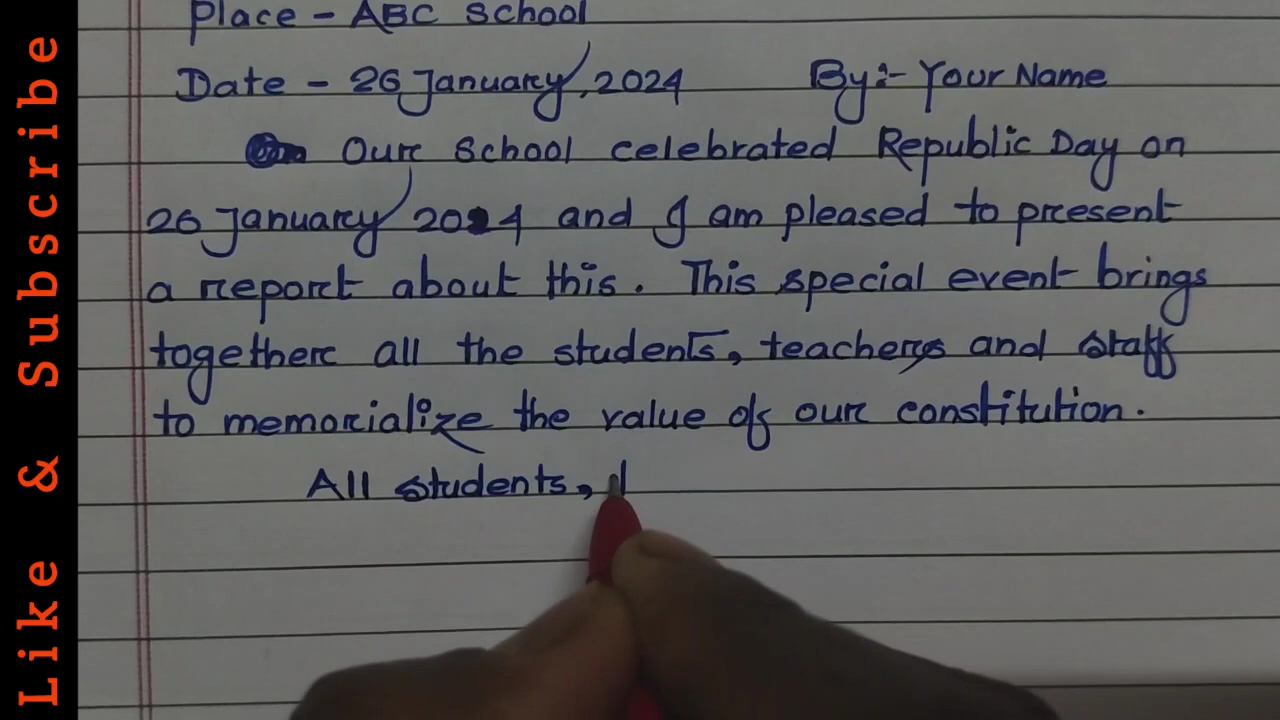 Place - ABC School
Date - 26 January, 2024 By:- Your Name
Our School celebrated Republic Day on
26 January 2024 and I am pleased to present
a report about this. This special event brings
together all the students, teachers and staff
to memorialize the value of our constitution.
All students,
Like & Subscribe